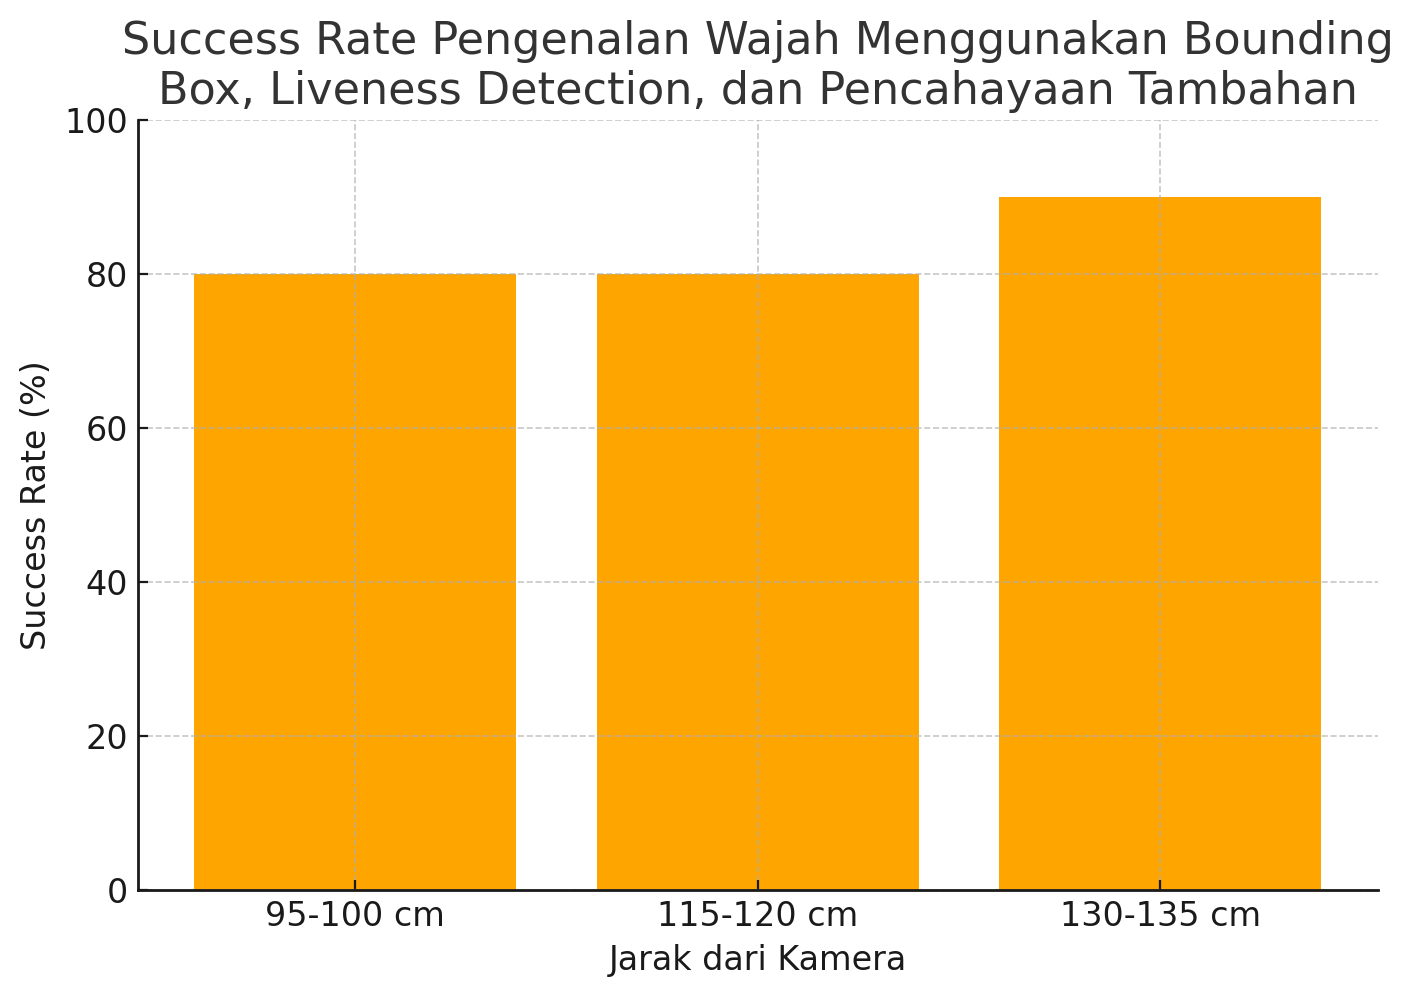 Success Rate Pengenalan Wajah Menggunakan Bounding
Box, Liveness Detection, dan Pencahayaan Tambahan
100
80
60
40
20
0
Success Rate (%)
95-100 cm
115-120 cm
130-135 cm
Jarak dari Kamera